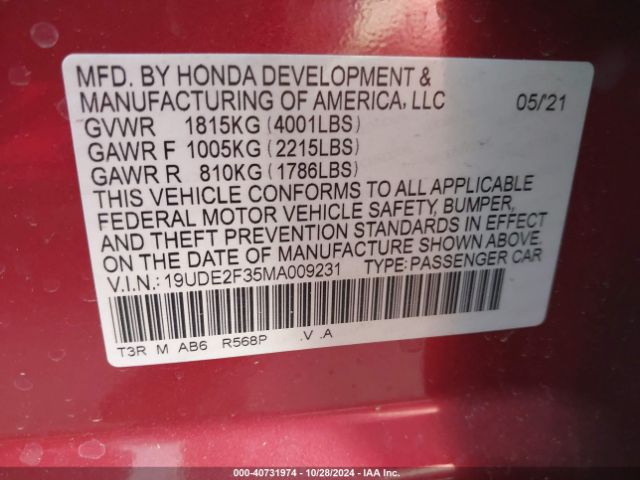 MFD. BY HONDA DEVELOPMENT &
MANUFACTURING OF AMERICA, LLC 05/'21
GVWR 1815KG (4001LBS)
GAWR F 1005KG (2215LBS)
GAWR R 810KG (1786LBS)
THIS VEHICLE CONFORMS TO ALL APPLICABLE
FEDERAL MOTOR VEHICLE SAFETY, BUMPER,
AND THEFT PREVENTION STANDARDS IN EFFECT
ON THE DATE OF MANUFACTURE SHOWN ABOVE.
V.I.N.: 19UDE2F35MA009231 TYPE: PASSENGER CAR
T3R M AB6 R568P .V .A
000-40731974 | 10/28/2024 | IAA Inc.